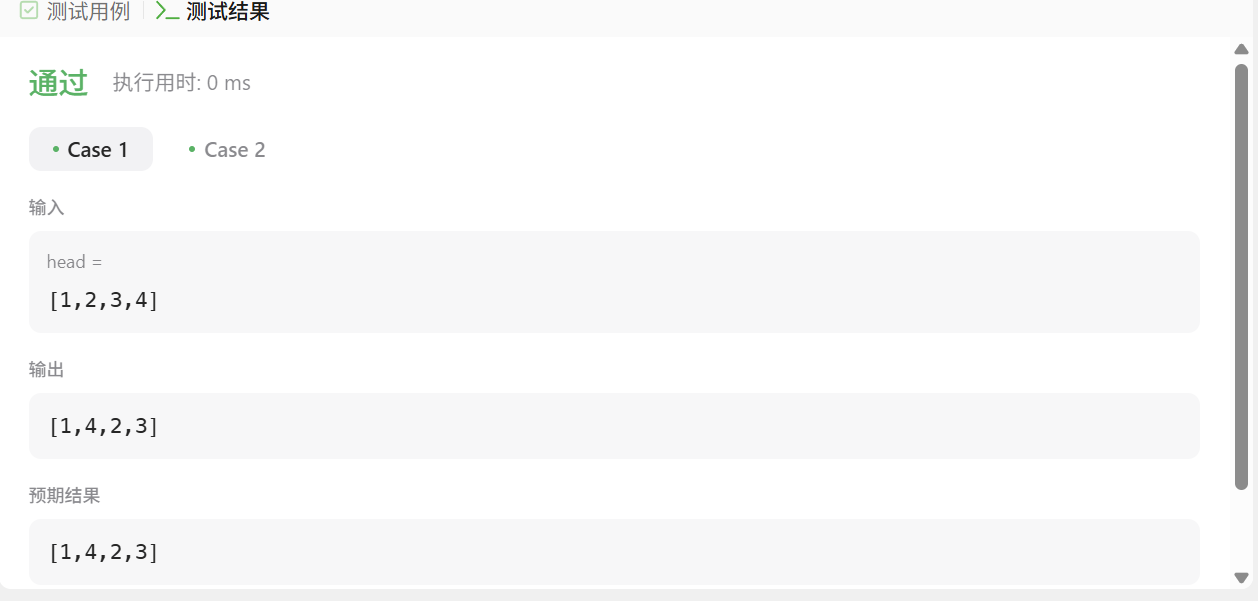 测试用例 >_ 测试结果
通过 执行用时: 0 ms
• Case 1 • Case 2
输入
head =
[1,2,3,4]
输出
[1,4,2,3]
预期结果
[1,4,2,3]